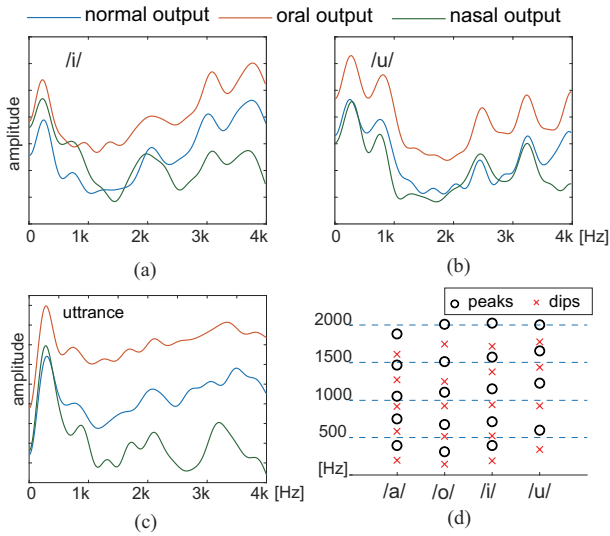 normal output oral output nasal output
/i/
amplitude
0 1k 2k 3k 4k
(a)
/u/
0 1k 2k 3k 4k [Hz]
(b)
uttrance
amplitude
0 1k 2k 3k 4k [Hz]
(c)
peaks dips
2000
1500
1000
500
[Hz]
/a/ /o/ /i/ /u/
(d)